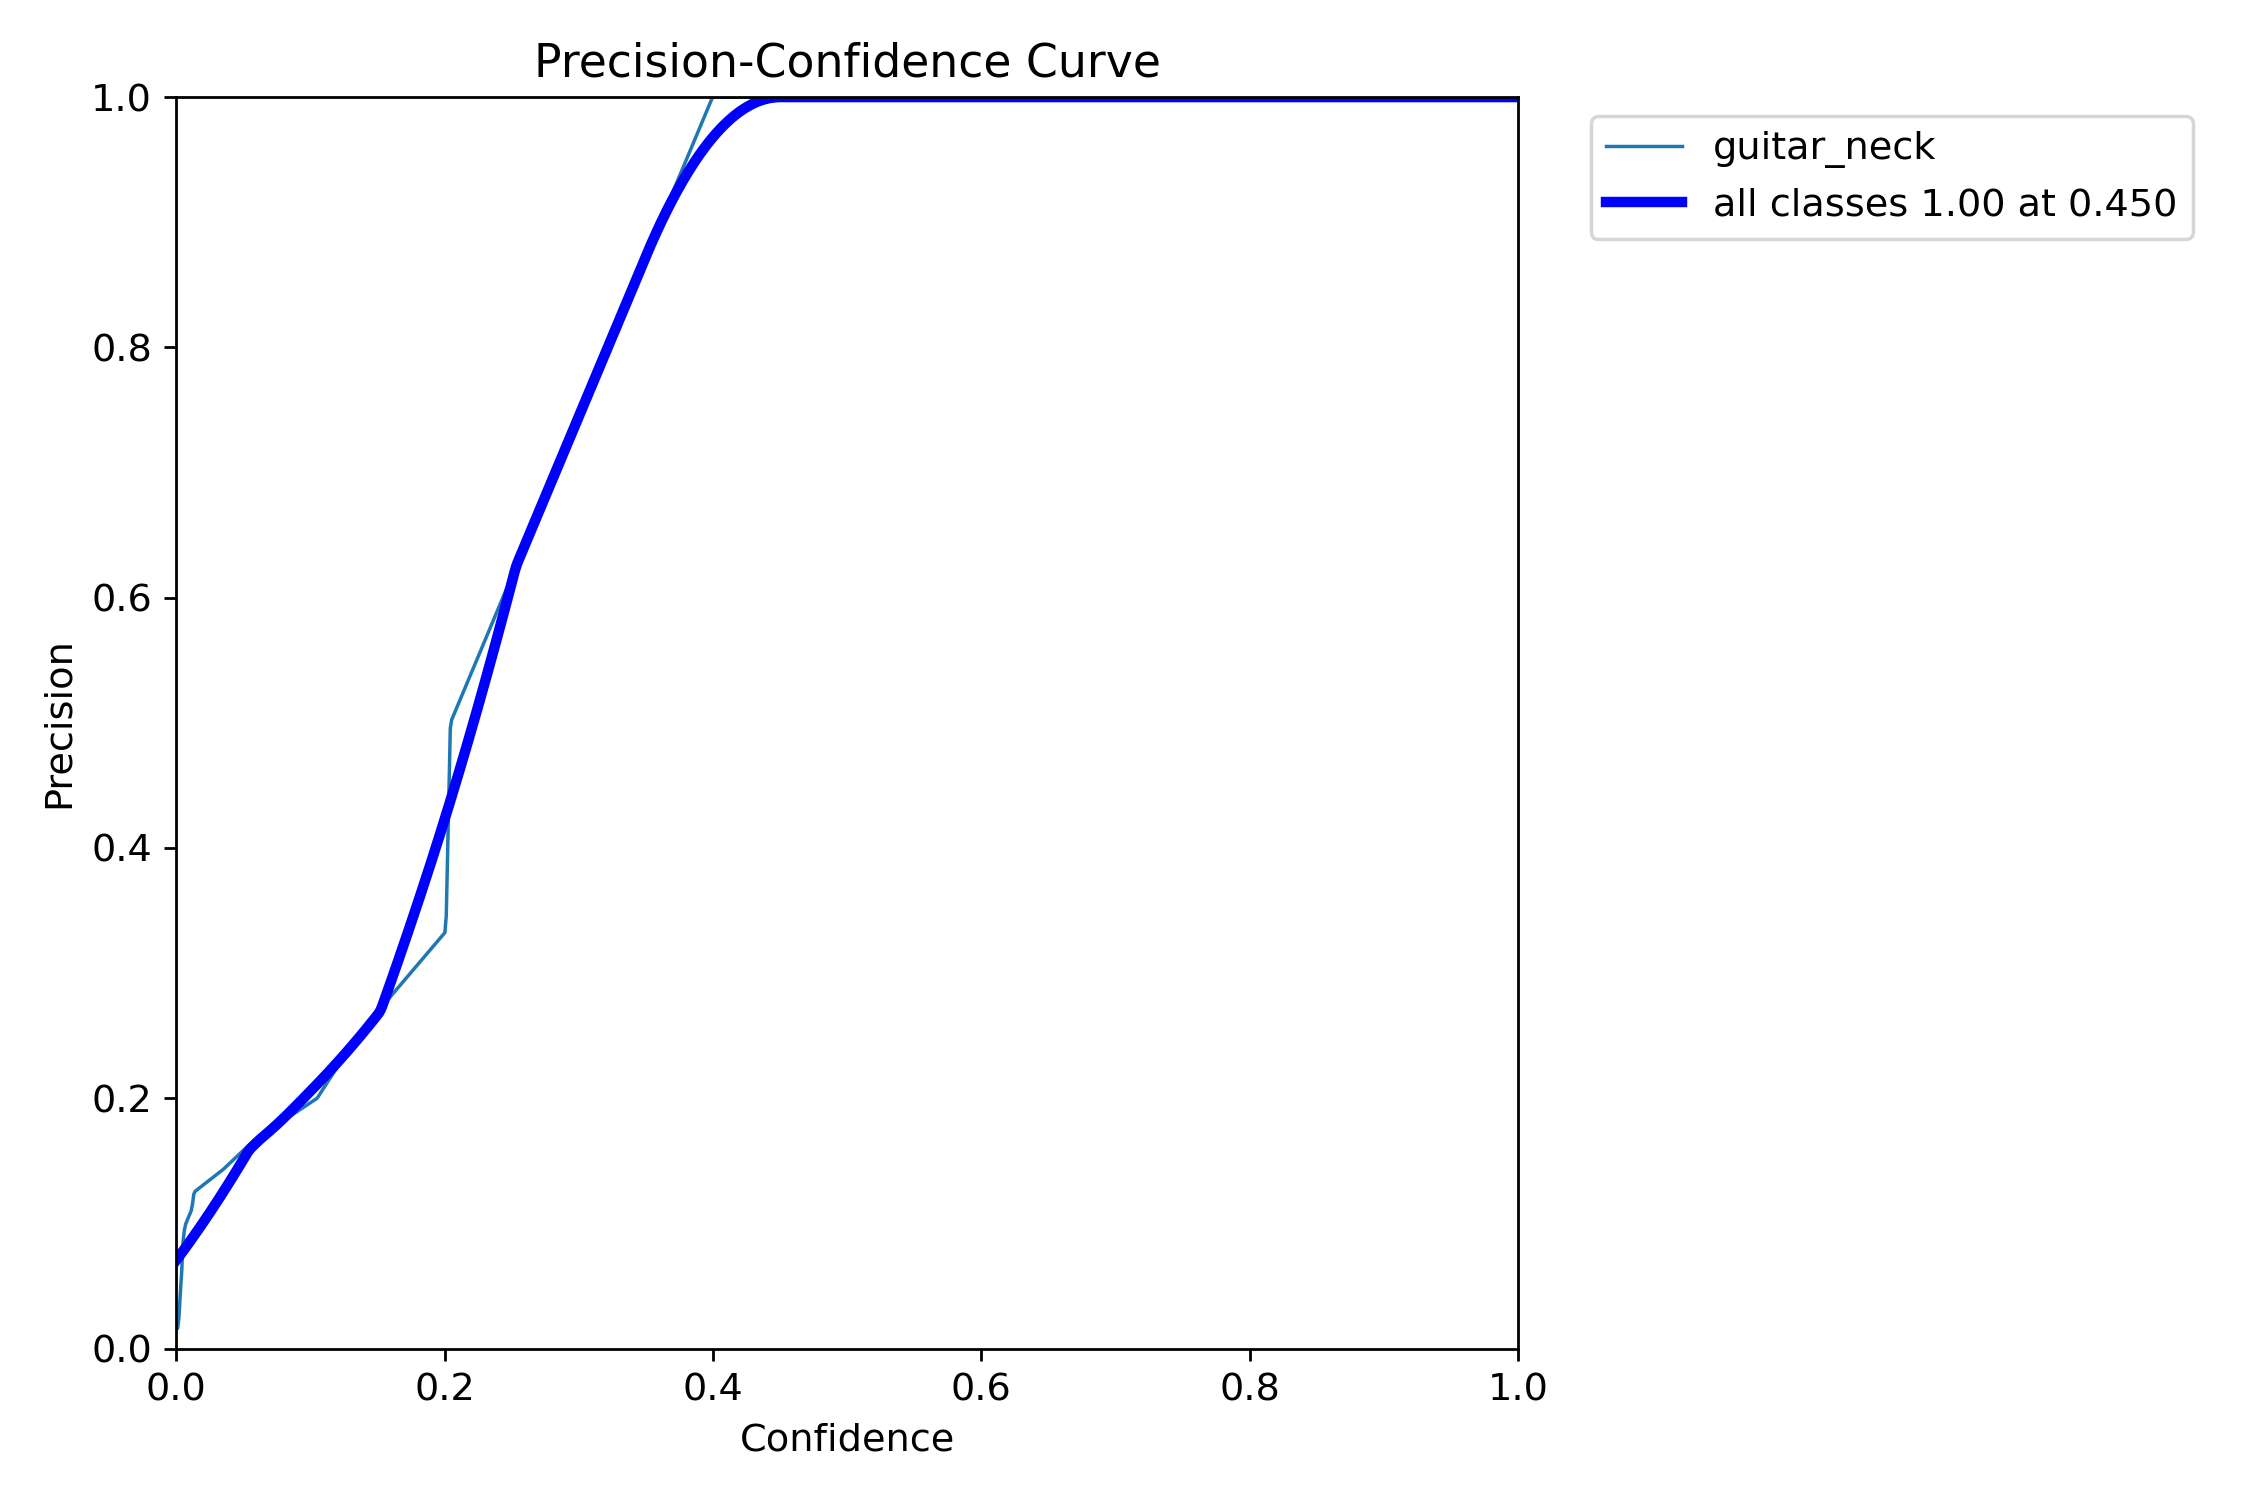 Precision-Confidence Curve
1.0
0.8
0.6
0.4
0.2
0.0
Precision
0.0 0.2 0.4 0.6 0.8 1.0
Confidence
guitar_neck
all classes 1.00 at 0.450